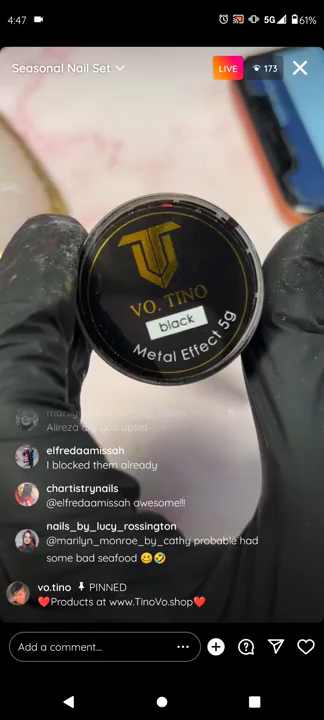 4:47
5G 61%
Seasonal Nail Set
LIVE
173
VO. TINO
black
Metal Effect 5g
Alireza did you upset
elfredaamissah
I blocked them already
chartistrynails
@elfredaamissah awesome!!!
nails_by_lucy_rossington
@marilyn_monroe_by_cathy probable had
some bad seafood 🥴🤣
vo.tino 📌 PINNED
❤️Products at www.TinoVo.shop❤️
Add a comment...